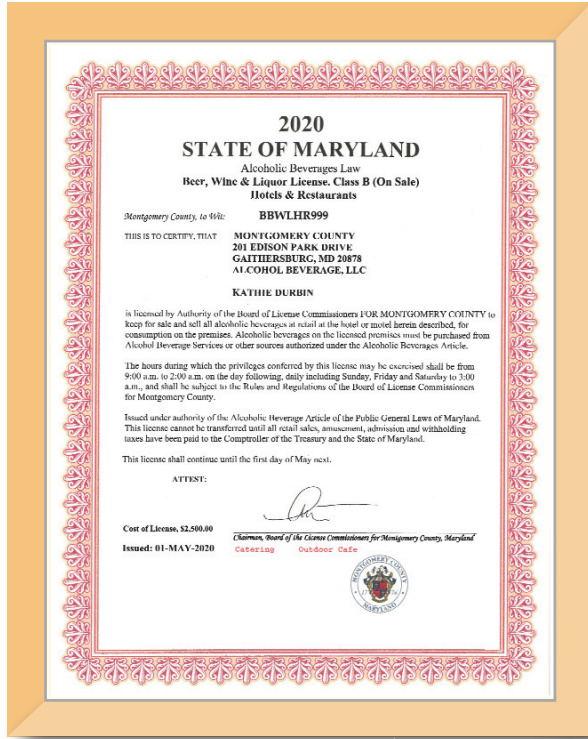 2020
STATE OF MARYLAND
Alcoholic Beverages Law
Beer, Wine & Liquor License. Class B (On Sale)
Hotels & Restaurants
Montgomery County, to Wit: BBWLHR999
THIS IS TO CERTIFY, THAT MONTGOMERY COUNTY
201 EDISON PARK DRIVE
GAITHERSBURG, MD 20878
ALCOHOL BEVERAGE, LLC
KATHIE DURBIN
is licensed by Authority of the Board of License Commissioners FOR MONTGOMERY COUNTY to
keep for sale and sell all alcoholic beverages at retail at the hotel or motel herein described, for
consumption on the premises. Alcoholic beverages on the licensed premises must be purchased from
Alcohol Beverage Services or other sources authorized under the Alcoholic Beverages Article.
The hours during which the privileges conferred by this license may be exercised shall be from
9:00 a.m. to 2:00 a.m. on the day following, daily including Sunday, Friday and Saturday to 3:00
a.m., and shall be subject to the Rules and Regulations of the Board of License Commissioners
for Montgomery County.
Issued under authority of the Alcoholic Beverage Article of the Public General Laws of Maryland.
This license cannot be transferred until all retail sales, amusement, admission and withholding
taxes have been paid to the Comptroller of the Treasury and the State of Maryland.
This license shall continue until the first day of May next.
ATTEST:
Cost of License, $2,500.00
Chairman, Board of the License Commissioners for Montgomery County, Maryland
Issued: 01-MAY-2020 Catering Outdoor Cafe
MONTGOMERY COUNTY
17 76
MARYLAND